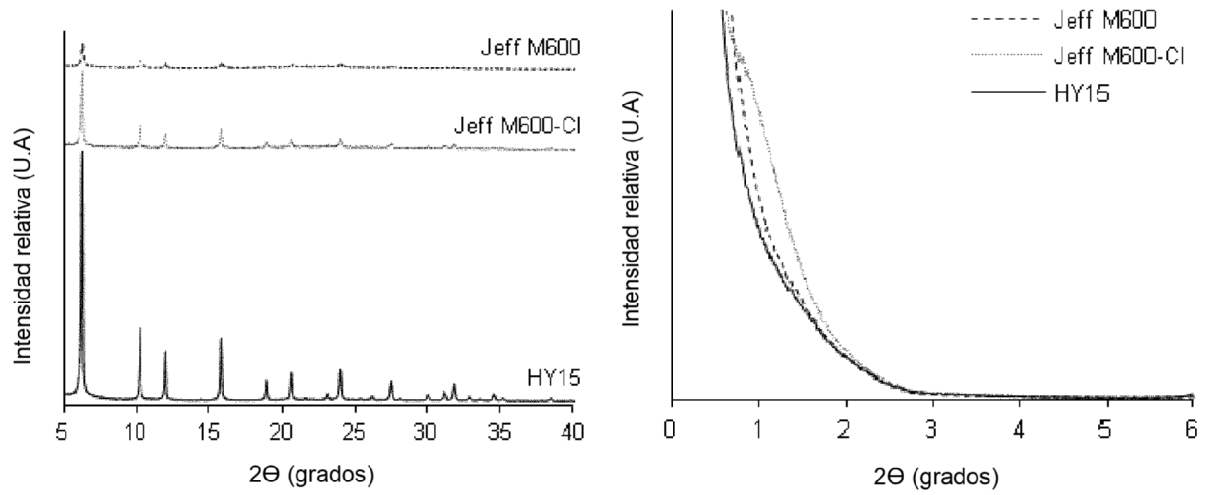 Jeff M600
Jeff M600-Cl
HY15
Intensidad relativa (U.A)
5 10 15 20 25 30 35 40
2Θ (grados)
Jeff M600
Jeff M600-Cl
HY15
Intensidad relativa (U.A)
0 1 2 3 4 5 6
2Θ (grados)